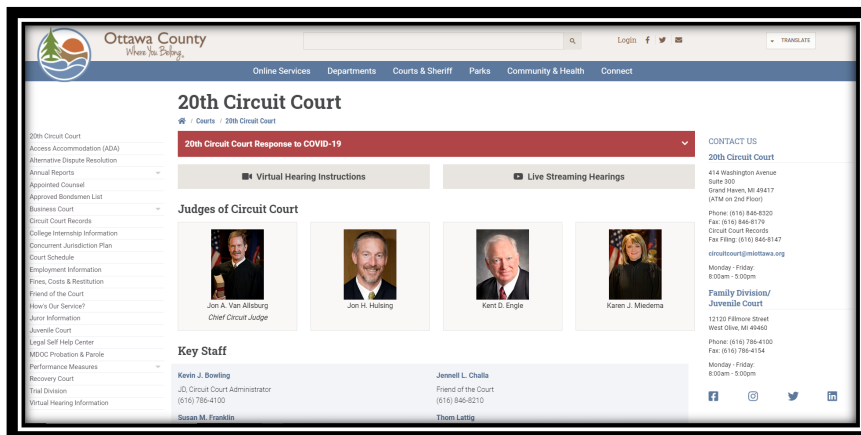 Ottawa County
Where You Belong
Login
TRANSLATE
Online Services Departments Courts & Sheriff Parks Community & Health Connect
20th Circuit Court
/ Courts / 20th Circuit Court
20th Circuit Court
Access Accommodation (ADA)
Alternative Dispute Resolution
Annual Reports
Appointed Counsel
Approved Bondsmen List
Business Court
Circuit Court Records
College Internship Information
Concurrent Jurisdiction Plan
Court Schedule
Employment Information
Fines, Costs & Restitution
Friend of the Court
How's Our Service?
Juror Information
Juvenile Court
Legal Self Help Center
MDOC Probation & Parole
Performance Measures
Recovery Court
Trial Division
Virtual Hearing Information
20th Circuit Court Response to COVID-19
Virtual Hearing Instructions
Live Streaming Hearings
Judges of Circuit Court
Jon A. Van Allsburg
Chief Circuit Judge
Jon H. Hulsing
Kent D. Engle
Karen J. Miedema
Key Staff
Kevin J. Bowling
JD, Circuit Court Administrator
(616) 786-4100
Susan M. Franklin
Jennell L. Challa
Friend of the Court
(616) 846-8210
Thom Lattig
CONTACT US
20th Circuit Court
414 Washington Avenue
Suite 300
Grand Haven, MI 49417
(ATM on 2nd Floor)
Phone: (616) 846-8320
Fax: (616) 846-8179
Circuit Court Records
Fax Filing: (616) 846-8147
circuitcourt@miottawa.org
Monday - Friday:
8:00am - 5:00pm
Family Division/
Juvenile Court
12120 Fillmore Street
West Olive, MI 49460
Phone: (616) 786-4100
Fax: (616) 786-4154
Monday - Friday:
8:00am - 5:00pm